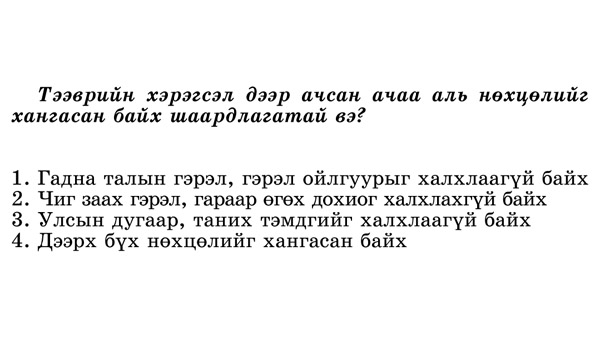 Тээврийн хэрэгсэл дээр ачсан ачаа аль нөхцөлийг
хангасан байх шаардлагатай вэ?
1. Гадна талын гэрэл, гэрэл ойлгуурыг халхлаагүй байх
2. Чиг заах гэрэл, гараар өгөх дохиог халхлахгүй байх
3. Улсын дугаар, таних тэмдгийг халхлаагүй байх
4. Дээрх бүх нөхцөлийг хангасан байх